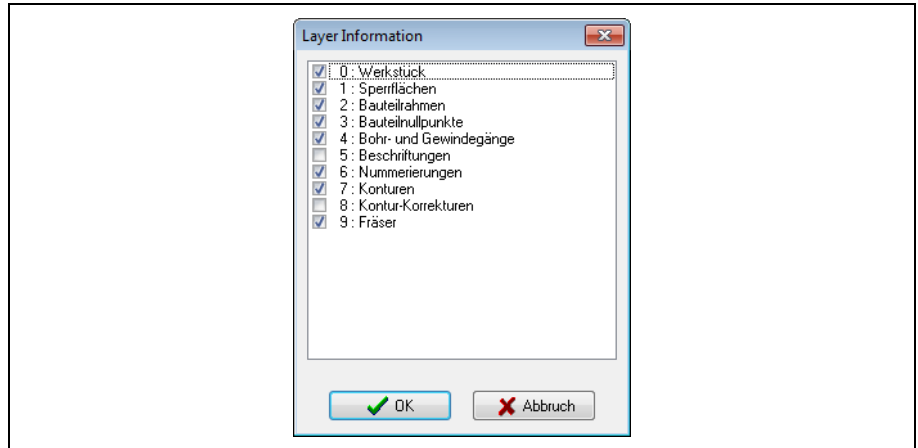 Layer Information
0 : Werkstück
1 : Sperrflächen
2 : Bauteilrahmen
3 : Bauteilnullpunkte
4 : Bohr- und Gewindegänge
5 : Beschriftungen
6 : Nummerierungen
7 : Konturen
8 : Kontur-Korrekturen
9 : Fräser
OK Abbruch